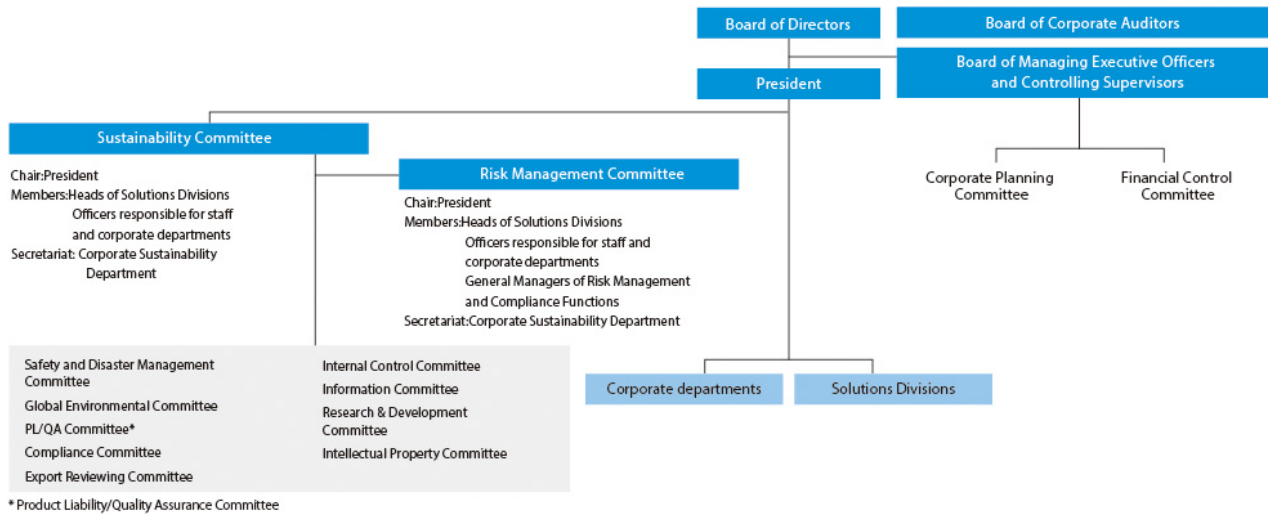 Board of Directors
Board of Corporate Auditors
Board of Managing Executive Officers
and Controlling Supervisors
President
Sustainability Committee
Chair:President
Members:Heads of Solutions Divisions
Officers responsible for staff
and corporate departments
Secretariat: Corporate Sustainability
Department
Risk Management Committee
Chair:President
Members:Heads of Solutions Divisions
Officers responsible for staff and
corporate departments
General Managers of Risk Management
and Compliance Functions
Secretariat:Corporate Sustainability Department
Corporate Planning
Committee
Financial Control
Committee
Safety and Disaster Management
Committee
Global Environmental Committee
PL/QA Committee*
Compliance Committee
Export Reviewing Committee
Internal Control Committee
Information Committee
Research & Development
Committee
Intellectual Property Committee
Corporate departments
Solutions Divisions
* Product Liability/Quality Assurance Committee